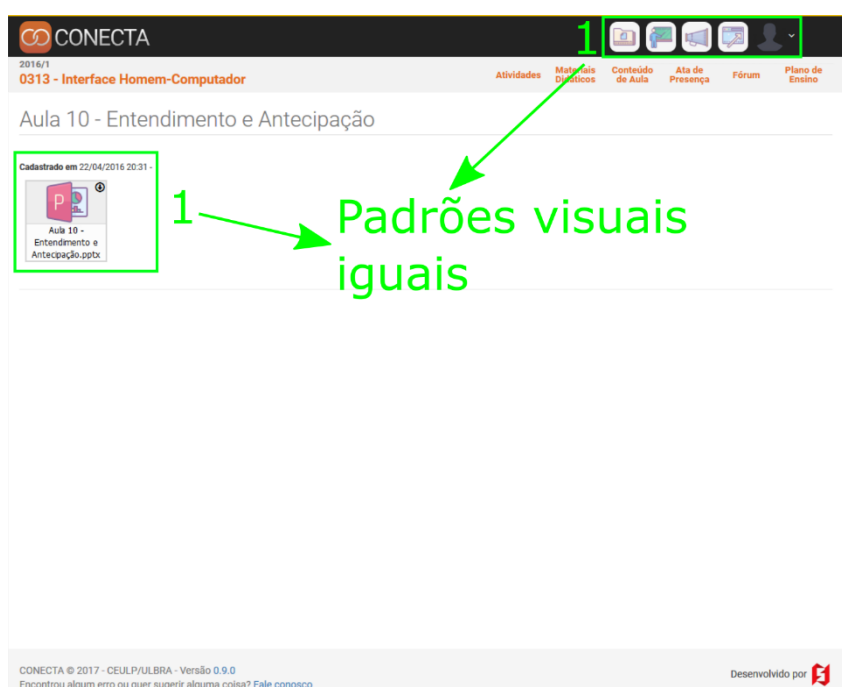 CONECTA
1
2016/1
0313 - Interface Homem-Computador
Atividades
Materiais
Didáticos
Conteúdo
de Aula
Ata de
Presença
Fórum
Plano de
Ensino
Aula 10 - Entendimento e Antecipação
Cadastrado em 22/04/2016 20:31 -
P
Aula 10 -
Entendimento e
Antecipação.pptx
1
Padrões visuais
iguais
CONECTA © 2017 - CEULP/ULBRA - Versão 0.9.0
Encontrou algum erro ou quer sugerir alguma coisa? Fale conosco
Desenvolvido por